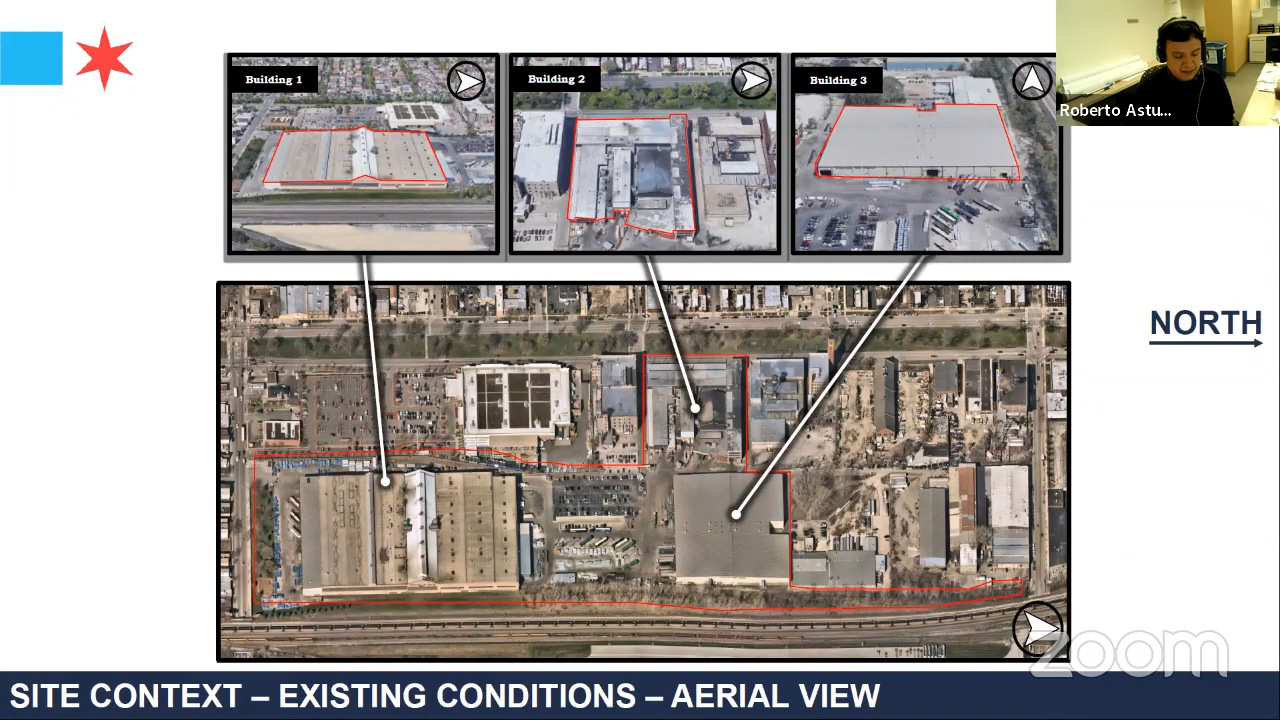 Building 1
Building 2
Building 3
Roberto Astu...
NORTH
zoom
SITE CONTEXT – EXISTING CONDITIONS – AERIAL VIEW